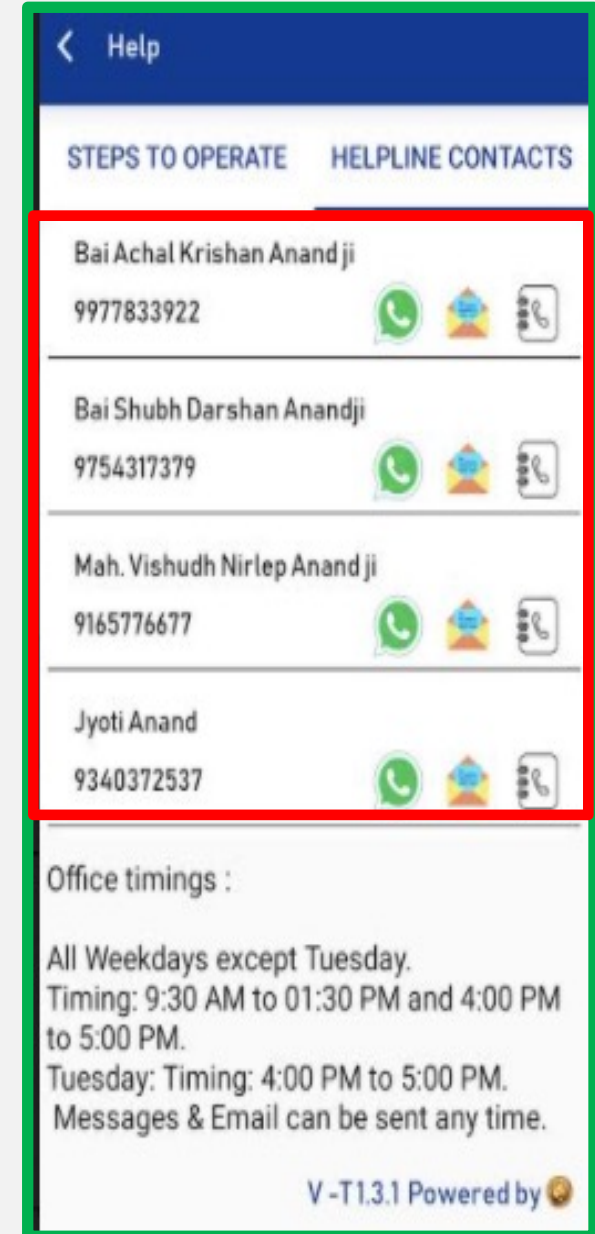 Help
STEPS TO OPERATE HELPLINE CONTACTS
Bai Achal Krishan Anand ji
9977833922
Bai Shubh Darshan Anandji
9754317379
Mah. Vishudh Nirlep Anand ji
9165776677
Jyoti Anand
9340372537
Office timings :
All Weekdays except Tuesday.
Timing: 9:30 AM to 01:30 PM and 4:00 PM
to 5:00 PM.
Tuesday: Timing: 4:00 PM to 5:00 PM.
Messages & Email can be sent any time.
V -T1.3.1 Powered by